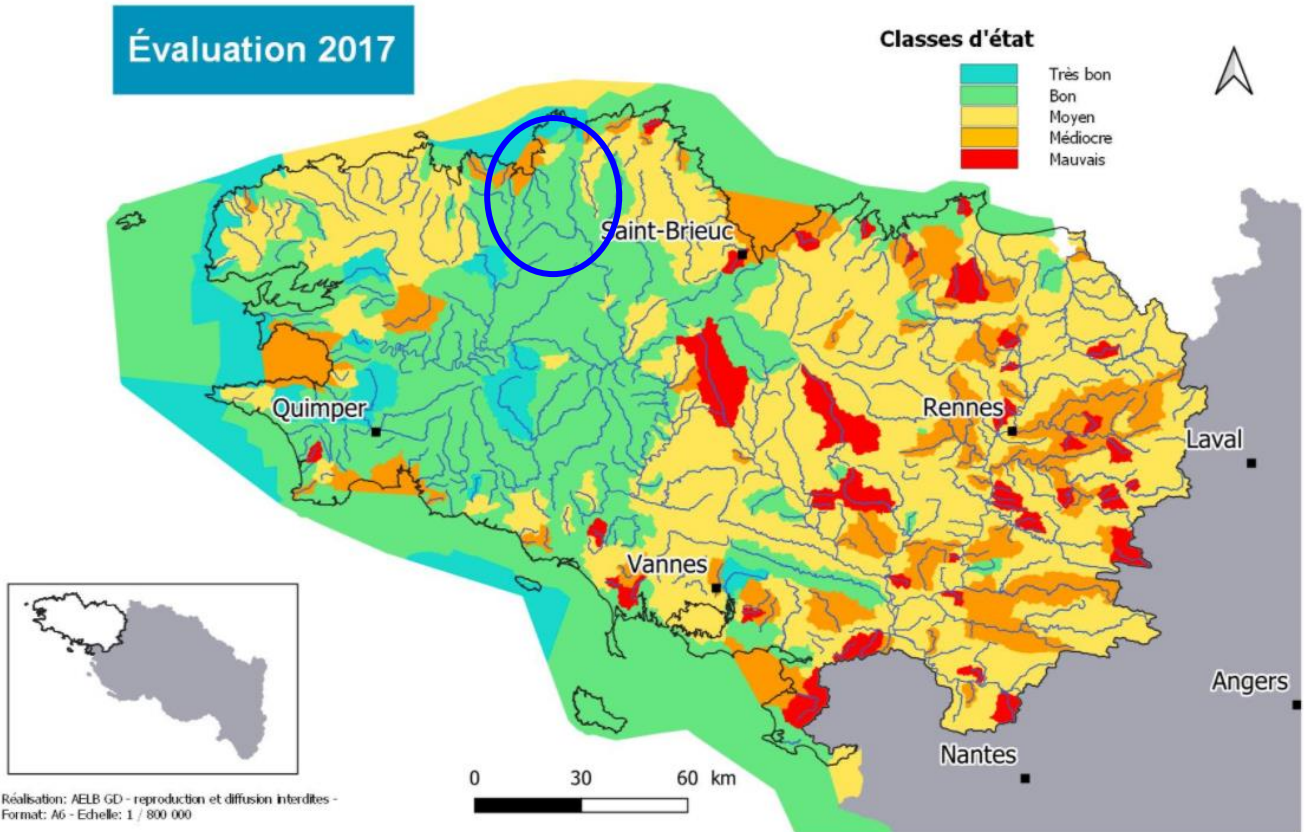 Évaluation 2017
Classes d'état
Très bon
Bon
Moyen
Médiocre
Mauvais
Saint-Brieuc
Quimper
Rennes
Laval
Vannes
Angers
Nantes
0 30 60 km
Réalisation: AELB GD - reproduction et diffusion interdites -
Format: A6 - Echelle: 1 / 800 000